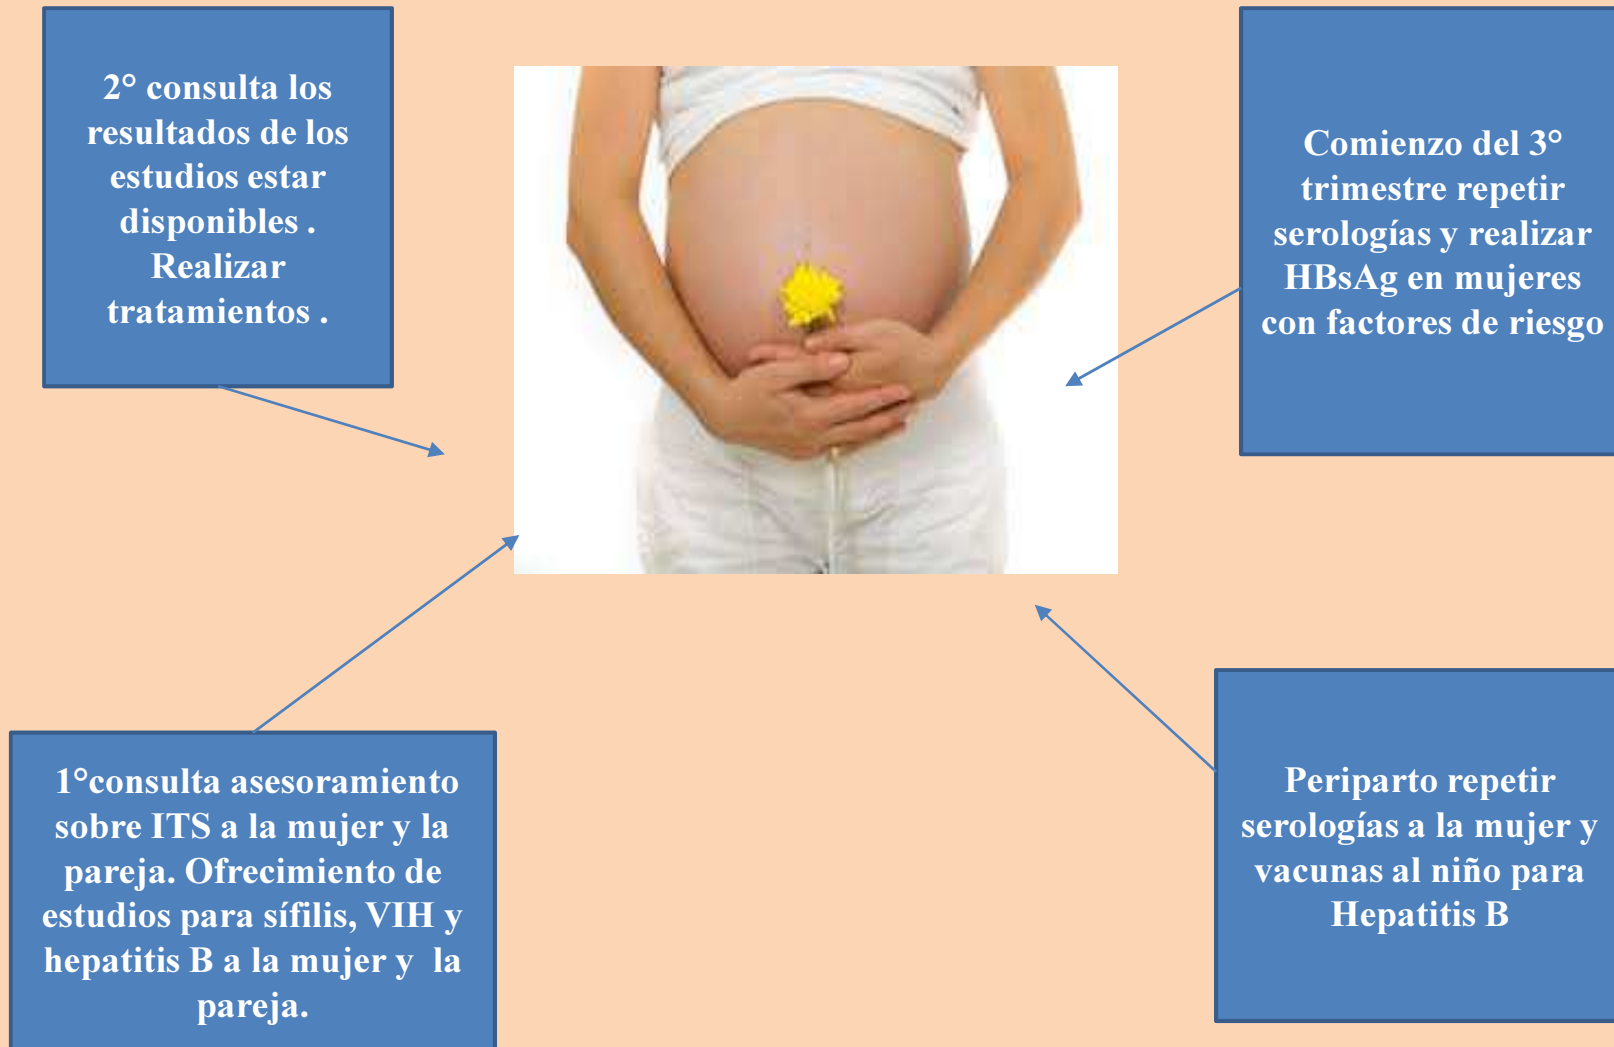 2° consulta los
resultados de los
estudios estar
disponibles .
Realizar
tratamientos .
Comienzo del 3°
trimestre repetir
serologías y realizar
HBsAg en mujeres
con factores de riesgo
1°consulta asesoramiento
sobre ITS a la mujer y la
pareja. Ofrecimiento de
estudios para sífilis, VIH y
hepatitis B a la mujer y la
pareja.
Periparto repetir
serologías a la mujer y
vacunas al niño para
Hepatitis B